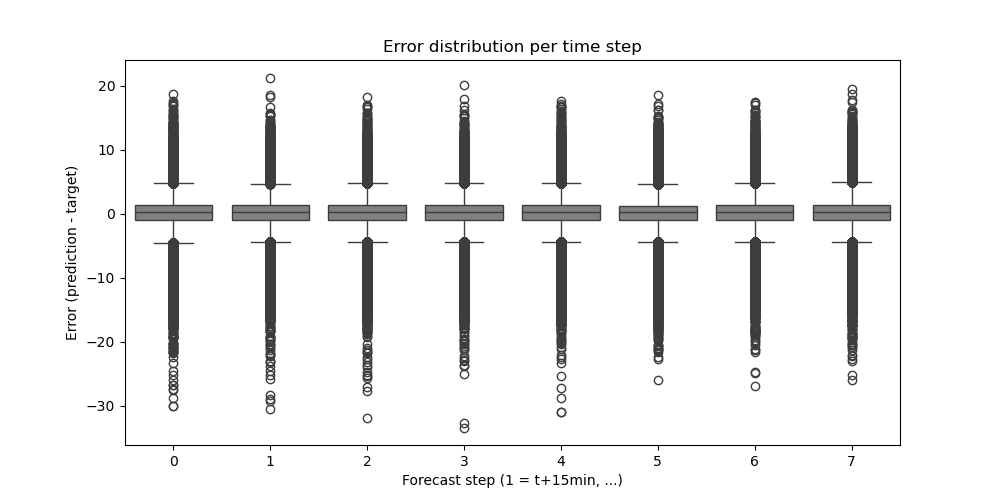 Error distribution per time step
Error (prediction - target)
20
10
0
−10
−20
−30
0 1 2 3 4 5 6 7
Forecast step (1 = t+15min, ...)